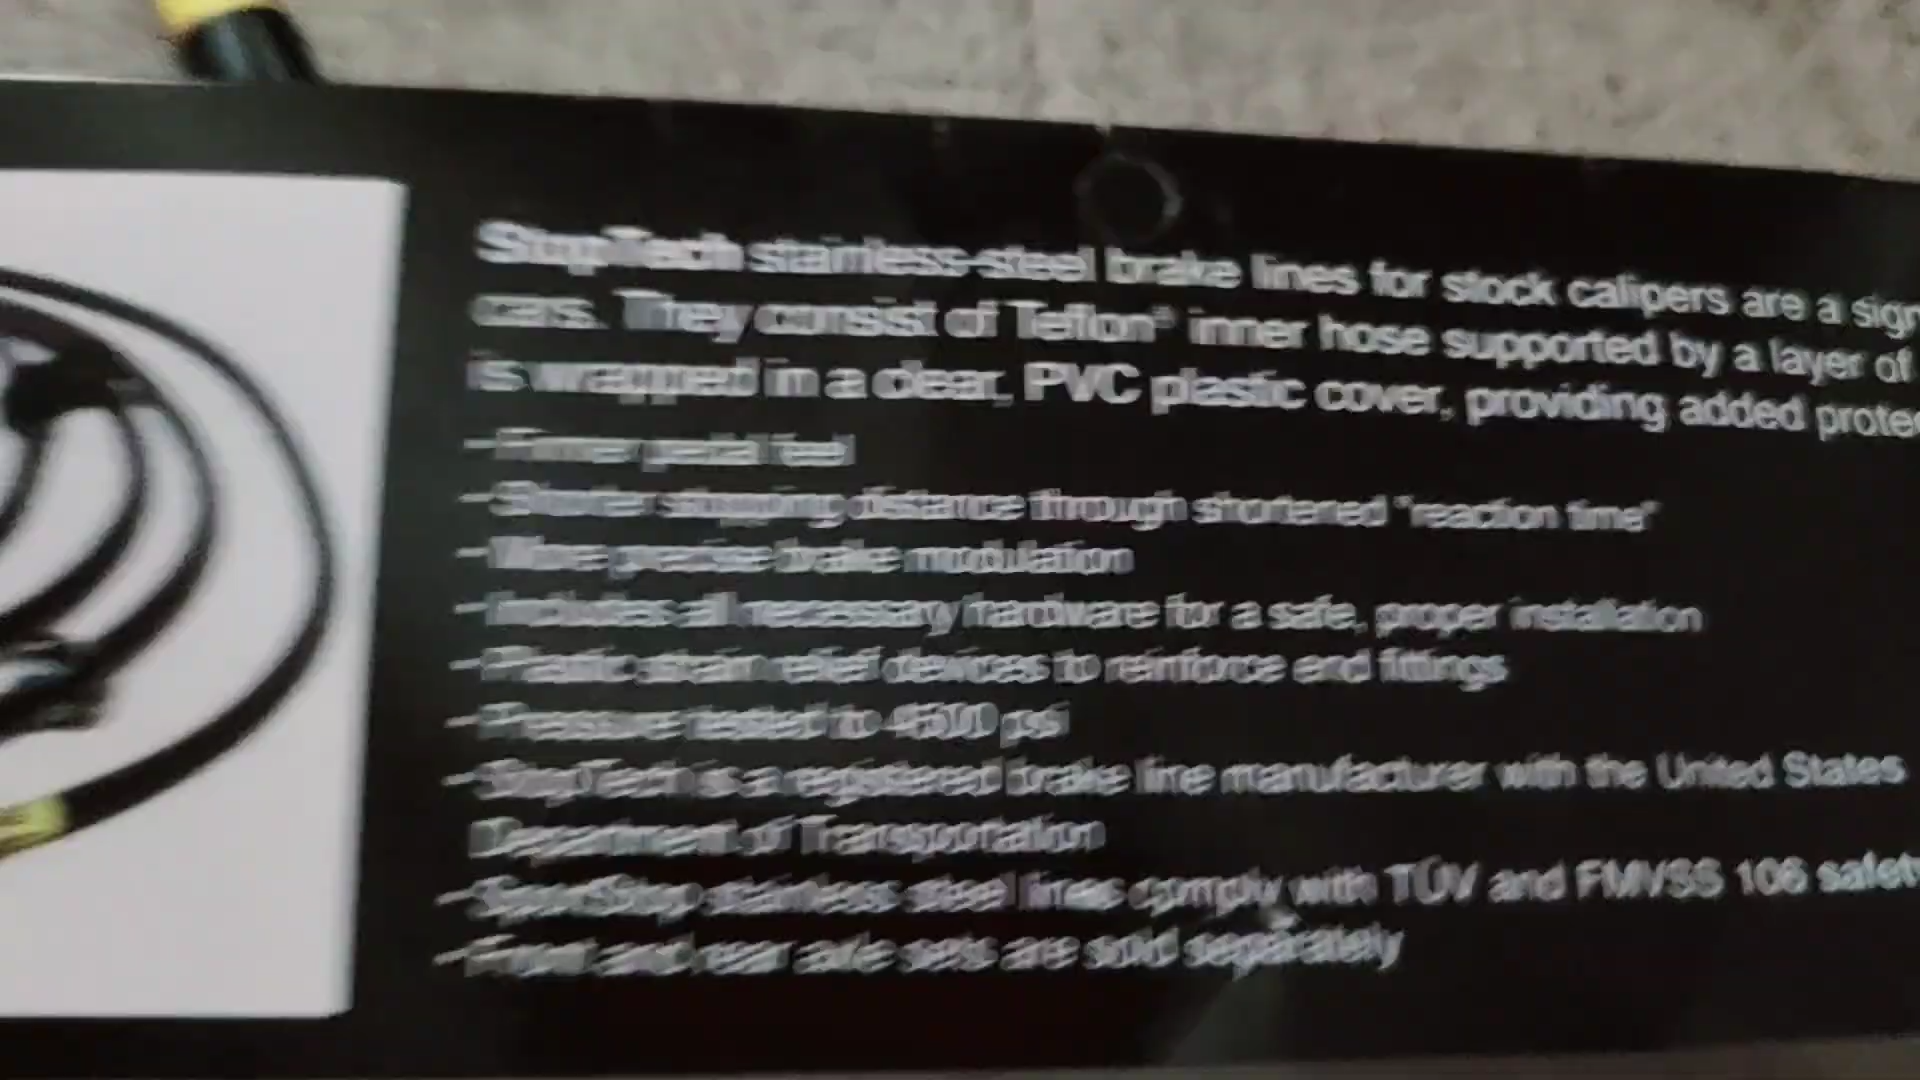 StopTech stainless-steel brake lines for stock calipers are a sign
cars. They consist of Teflon® inner hose supported by a layer of
is wrapped in a clear, PVC plastic cover, providing added protec
- Firmer pedal feel
- Shorter stopping distance through shortened "reaction time"
- More precise brake modulation
- Includes all necessary hardware for a safe, proper installation
- Plastic strain relief devices to reinforce end fittings
- Pressure tested to 4500 psi
- StopTech is a registered brake line manufacturer with the United States
Department of Transportation
- SportStop stainless steel lines comply with TÜV and FMVSS 106 safety
- Front and rear axle sets are sold separately